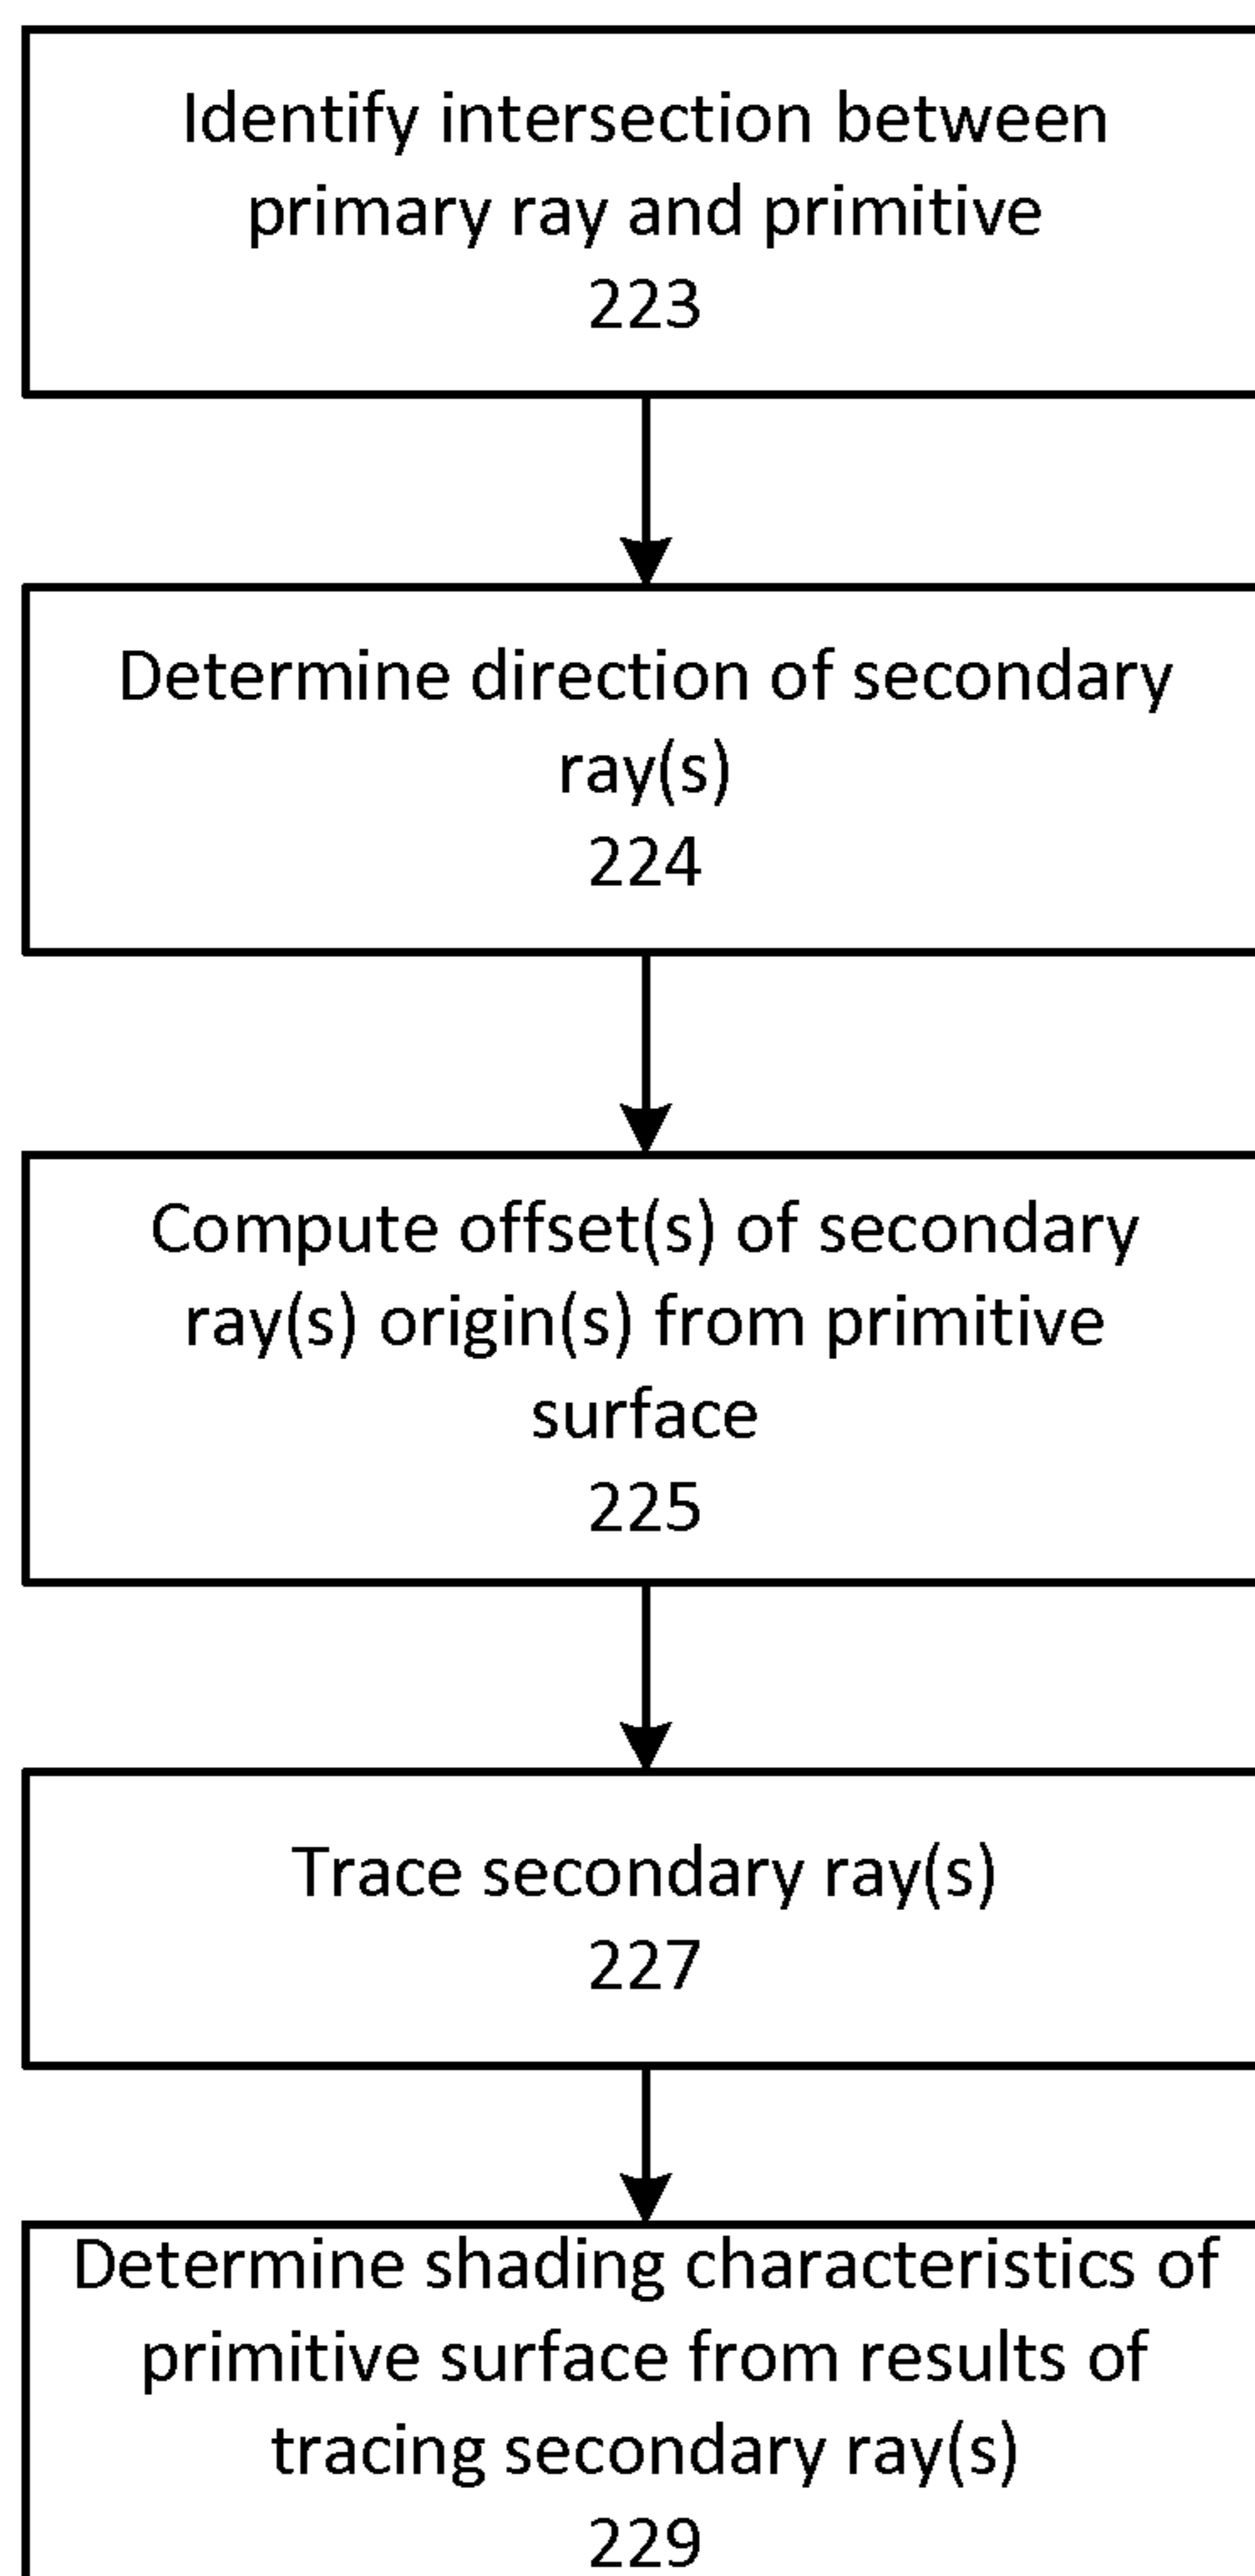 Identify intersection between
primary ray and primitive
223
Determine direction of secondary
ray(s)
224
Compute offset(s) of secondary
ray(s) origin(s) from primitive
surface
225
Trace secondary ray(s)
227
Determine shading characteristics of
primitive surface from results of
tracing secondary ray(s)
229